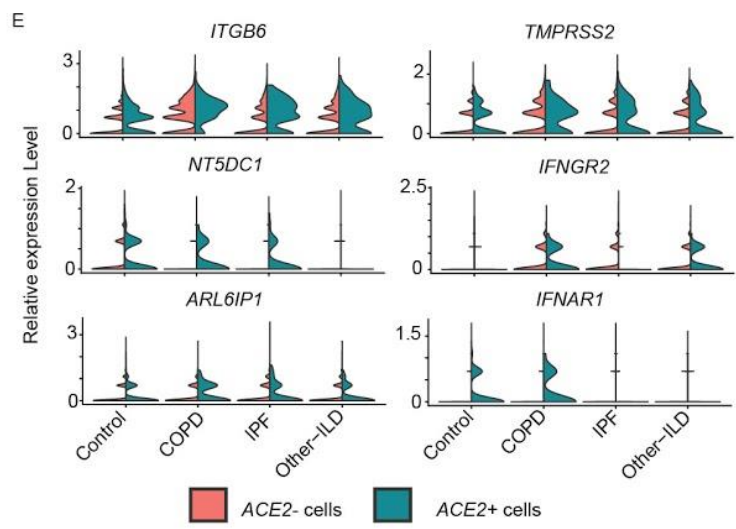 E
ITGB6
TMPRSS2
3
0
2
0
NT5DC1
IFNGR2
2
0
2.5
0
ARL6IP1
IFNAR1
3
0
1.5
0
Relative expression Level
Control
COPD
IPF
Other-ILD
Control
COPD
IPF
Other-ILD
ACE2- cells
ACE2+ cells